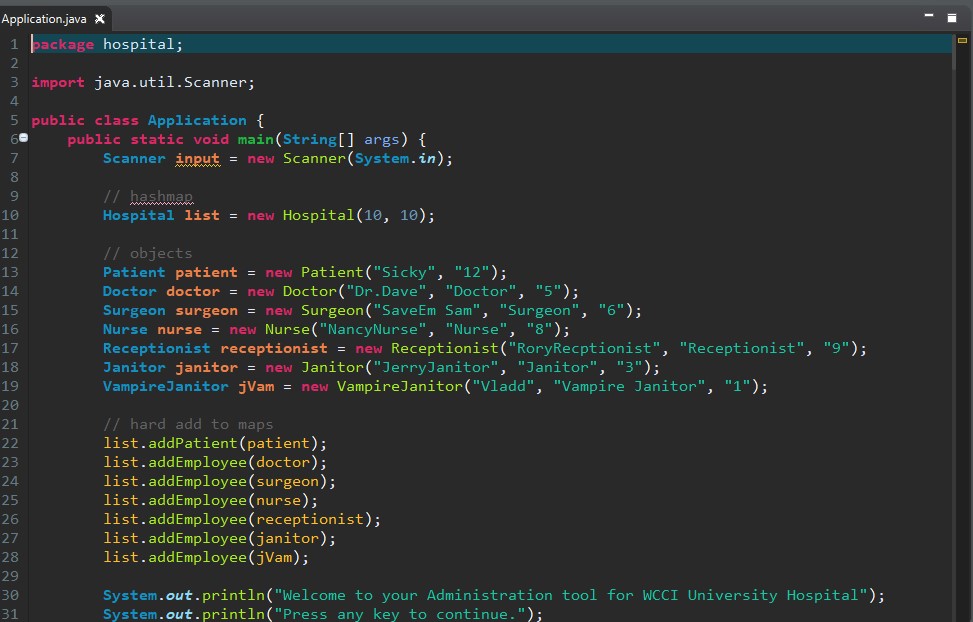 Application.java
1 package hospital;
2
3 import java.util.Scanner;
4
5 public class Application {
6 public static void main(String[] args) {
7 Scanner input = new Scanner(System.in);
8
9 // hashmap
10 Hospital list = new Hospital(10, 10);
11
12 // objects
13 Patient patient = new Patient("Sicky", "12");
14 Doctor doctor = new Doctor("Dr.Dave", "Doctor", "5");
15 Surgeon surgeon = new Surgeon("SaveEm Sam", "Surgeon", "6");
16 Nurse nurse = new Nurse("NancyNurse", "Nurse", "8");
17 Receptionist receptionist = new Receptionist("RoryRecptionist", "Receptionist", "9");
18 Janitor janitor = new Janitor("JerryJanitor", "Janitor", "3");
19 VampireJanitor jVam = new VampireJanitor("Vladd", "Vampire Janitor", "1");
20
21 // hard add to maps
22 list.addPatient(patient);
23 list.addEmployee(doctor);
24 list.addEmployee(surgeon);
25 list.addEmployee(nurse);
26 list.addEmployee(receptionist);
27 list.addEmployee(janitor);
28 list.addEmployee(jVam);
29
30 System.out.println("Welcome to your Administration tool for WCCI University Hospital");
31 System.out.println("Press any key to continue.");